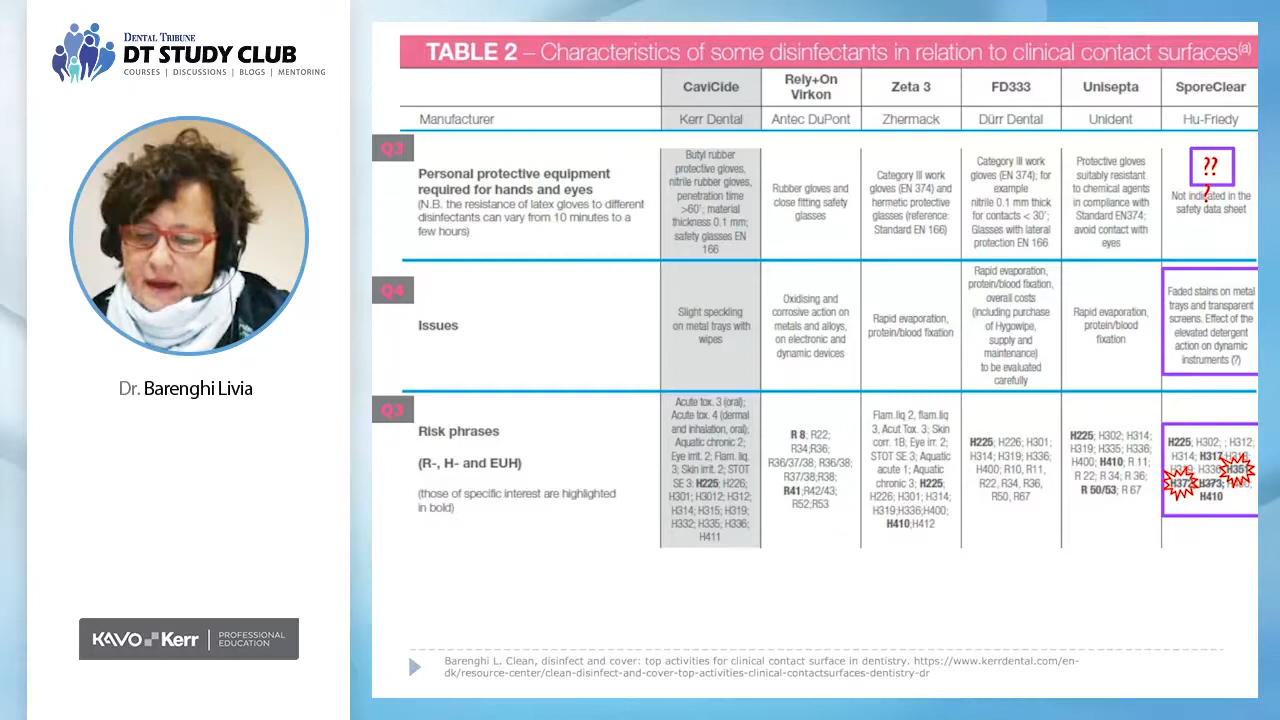 DENTAL TRIBUNE
DT STUDY CLUB
COURSES | DISCUSSIONS | BLOGS | MENTORING
Dr. Barenghi Livia
KAVO Kerr | PROFESSIONAL
EDUCATION
TABLE 2 – Characteristics of some disinfectants in relation to clinical contact surfaces(a)
CaviCide
Rely+On
Virkon
Zeta 3
FD333
Unisepta
SporeClear
Manufacturer
Kerr Dental
Antec DuPont
Zhermack
Dürr Dental
Unident
Hu-Friedy
Q3
Personal protective equipment
required for hands and eyes
(N.B. the resistance of latex gloves to different
disinfectants can vary from 10 minutes to a
few hours)
Butyl rubber
protective gloves,
nitrile rubber gloves,
penetration time
>60'; material
thickness 0.1 mm;
safety glasses EN
166
Rubber gloves and
close fitting safety
glasses
Category III work
gloves (EN 374) and
hermetic protective
glasses (reference:
Standard EN 166)
Category III work
gloves (EN 374); for
example
nitrile 0.1 mm thick
for contacts < 30';
Glasses with lateral
protection EN 166
Protective gloves
suitably resistant
to chemical agents
in compliance with
Standard EN374;
avoid contact with
eyes
??
?
Not indicated in the
safety data sheet
Q4
Issues
Slight speckling
on metal trays with
wipes
Oxidising and
corrosive action on
metals and alloys,
on electronic and
dynamic devices
Rapid evaporation,
protein/blood fixation
Rapid evaporation,
protein/blood fixation,
overall costs
(including purchase
of Hygowipe,
supply and
maintenance)
to be evaluated
carefully
Rapid evaporation,
protein/blood
fixation
Faded stains on metal
trays and transparent
screens. Effect of the
elevated detergent
action on dynamic
instruments (?)
Q3
Risk phrases
(R-, H- and EUH)
(those of specific interest are highlighted
in bold)
Acute tox. 3 (oral);
Acute tox. 4 (dermal
and inhalation, oral);
Aquatic chronic 2;
Eye irrit. 2; Flam. liq.
3; Skin irrit. 2; STOT
SE 3: H225; H226;
H301; H3012; H312;
H314; H315; H319;
H332; H335; H336;
H411
R 8; R22;
R34;R36;
R36/37/38; R36/38;
R37/38;R38;
R41;R42/43;
R52;R53
Flam.liq 2, flam.liq
3, Acut Tox. 3; Skin
corr. 1B; Eye irr. 2;
STOT SE 3; Aquatic
acute 1; Aquatic
chronic 3; H225;
H226; H301; H314;
H319;H336;H400;
H410;H412
H225; H226; H301;
H314; H319; H336;
H400; R10, R11,
R22, R34, R36,
R50, R67
H225; H302; H314;
H319; H335; H336;
H400; H410; R 11;
R 22; R 34; R 36;
R 50/53; R 67
H225; H302; ; H312;
H314; H317
H351
H372; H373;
H410
Barenghi L. Clean, disinfect and cover: top activities for clinical contact surface in dentistry. https://www.kerrdental.com/en-
dk/resource-center/clean-disinfect-and-cover-top-activities-clinical-contactsurfaces-dentistry-dr